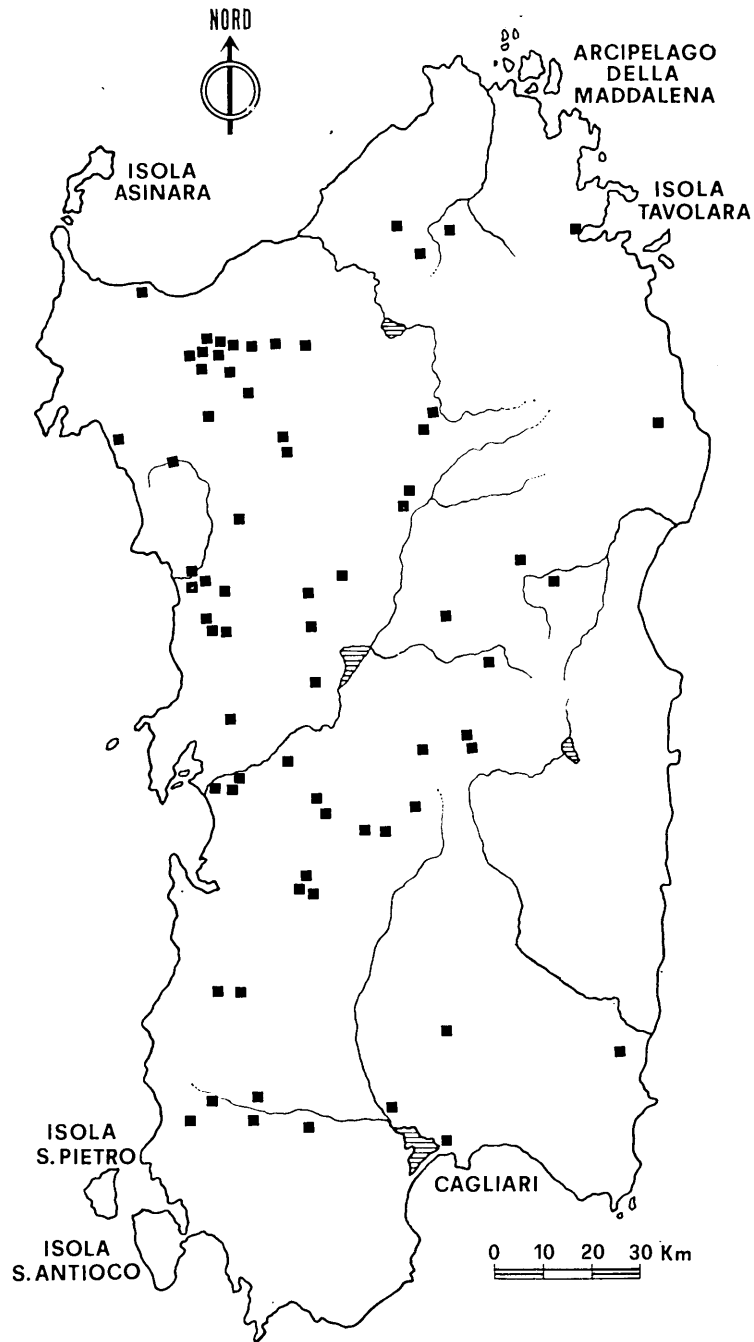 NORD
ARCIPELAGO
DELLA
MADDALENA
ISOLA
ASINARA
ISOLA
TAVOLARA
ISOLA
S.PIETRO
CAGLIARI
ISOLA
S.ANTIOCO
0 10 20 30 Km